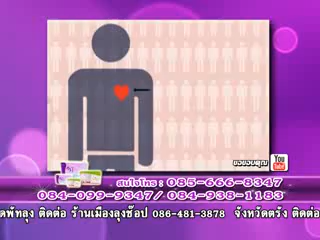 ขอขอบคุณ You Tube
สนใจโทร : 085-666-8347
084-099-9347/ 084-938-1183
ดพัทลุง ติดต่อ ร้านเมืองลุงช๊อป 086-481-3878 จังหวัดตรัง ติดต่อ